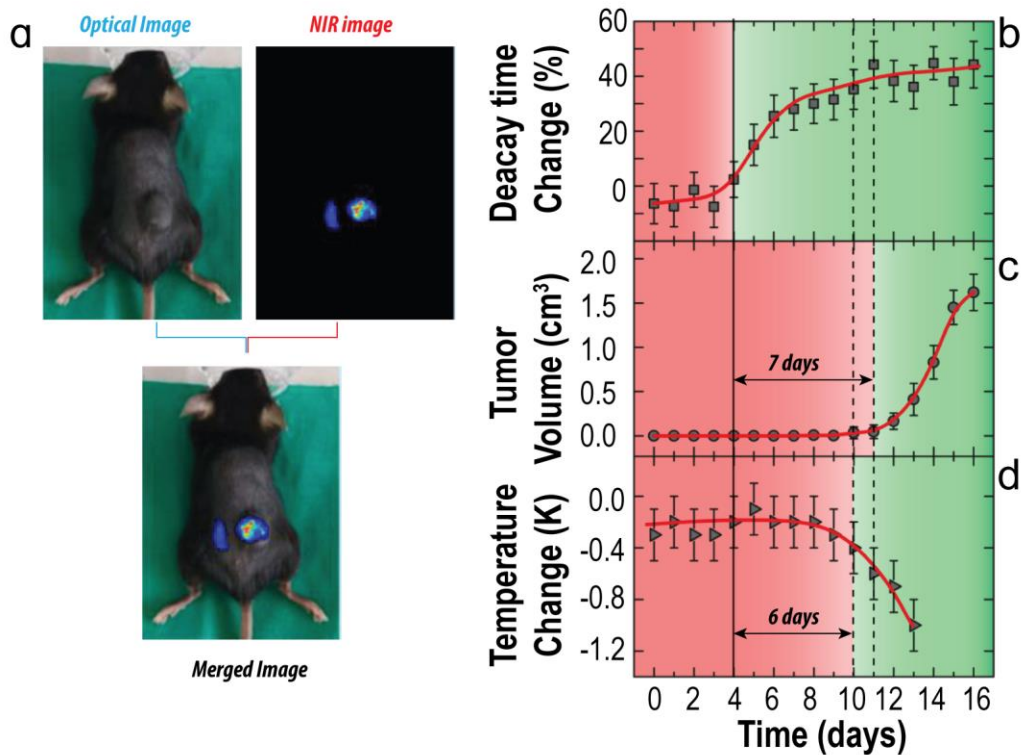 a
Optical Image
NIR image
Merged Image
b
Deacay time
Change (%)
60
40
20
0
c
Tumor
Volume (cm³)
2.0
1.5
1.0
0.5
0.0
7 days
d
Temperature
Change (K)
0.0
-0.4
-0.8
-1.2
6 days
0 2 4 6 8 10 12 14 16
Time (days)